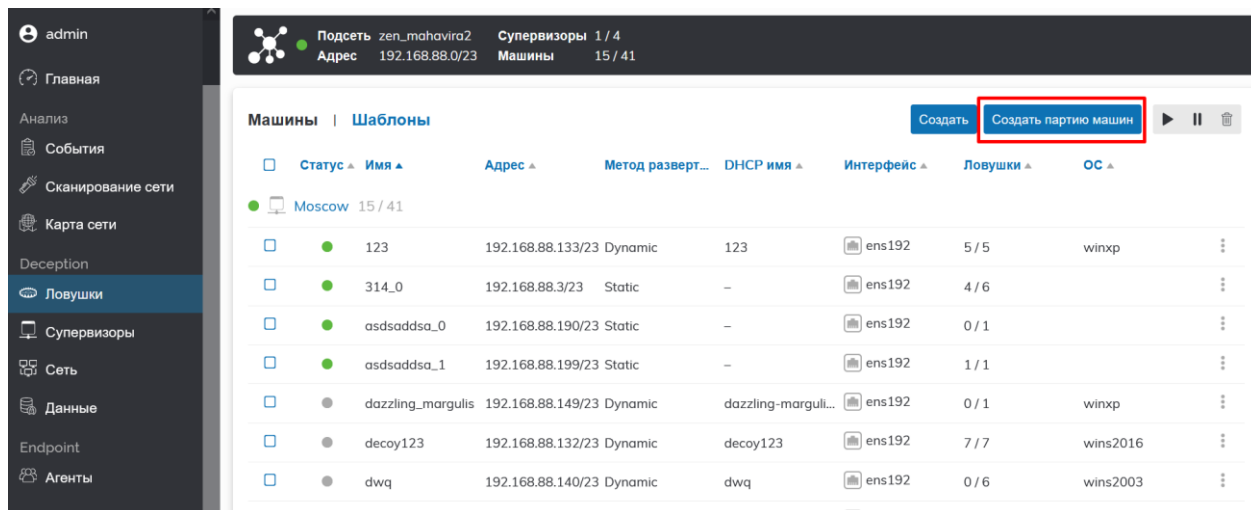 admin
Главная
Анализ
События
Сканирование сети
Карта сети
Deception
Ловушки
Супервизоры
Сеть
Данные
Endpoint
Агенты
Подсеть zen_mahavira2 Супервизоры 1 / 4
Адрес 192.168.88.0/23 Машины 15 / 41
Машины | Шаблоны Создать Создать партию машин
Статус Имя Адрес Метод разверт... DHCP имя Интерфейс Ловушки ОС
Moscow 15 / 41
123 192.168.88.133/23 Dynamic 123 ens192 5 / 5 winxp
314_0 192.168.88.3/23 Static – ens192 4 / 6
asdsaddsa_0 192.168.88.190/23 Static – ens192 0 / 1
asdsaddsa_1 192.168.88.199/23 Static – ens192 1 / 1
dazzling_margulis 192.168.88.149/23 Dynamic dazzling-marguli... ens192 0 / 1 winxp
decoy123 192.168.88.132/23 Dynamic decoy123 ens192 7 / 7 wins2016
dwq 192.168.88.140/23 Dynamic dwq ens192 0 / 6 wins2003